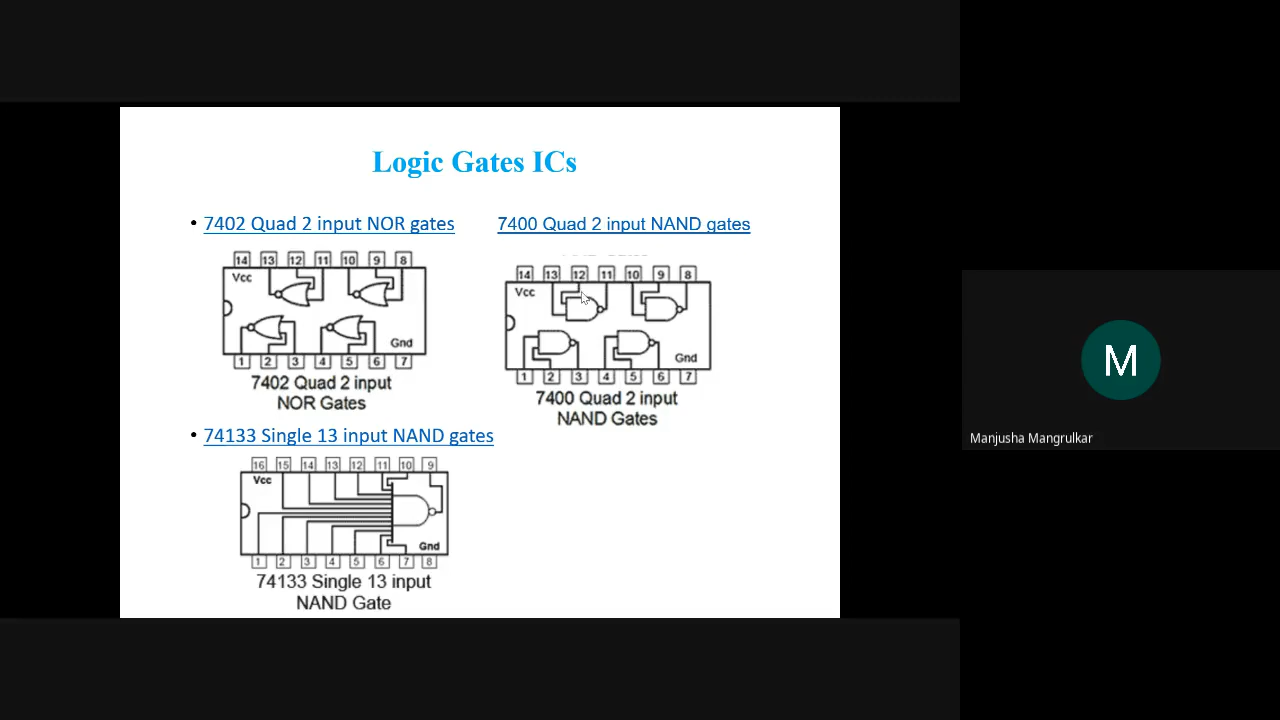 Logic Gates ICs
• 7402 Quad 2 input NOR gates
7400 Quad 2 input NAND gates
14 13 12 11 10 9 8
Vcc
Gnd
1 2 3 4 5 6 7
7402 Quad 2 input
NOR Gates
14 13 12 11 10 9 8
Vcc
Gnd
1 2 3 4 5 6 7
7400 Quad 2 input
NAND Gates
• 74133 Single 13 input NAND gates
16 15 14 13 12 11 10 9
Vcc
Gnd
1 2 3 4 5 6 7 8
74133 Single 13 input
NAND Gate
M
Manjusha Mangrulkar